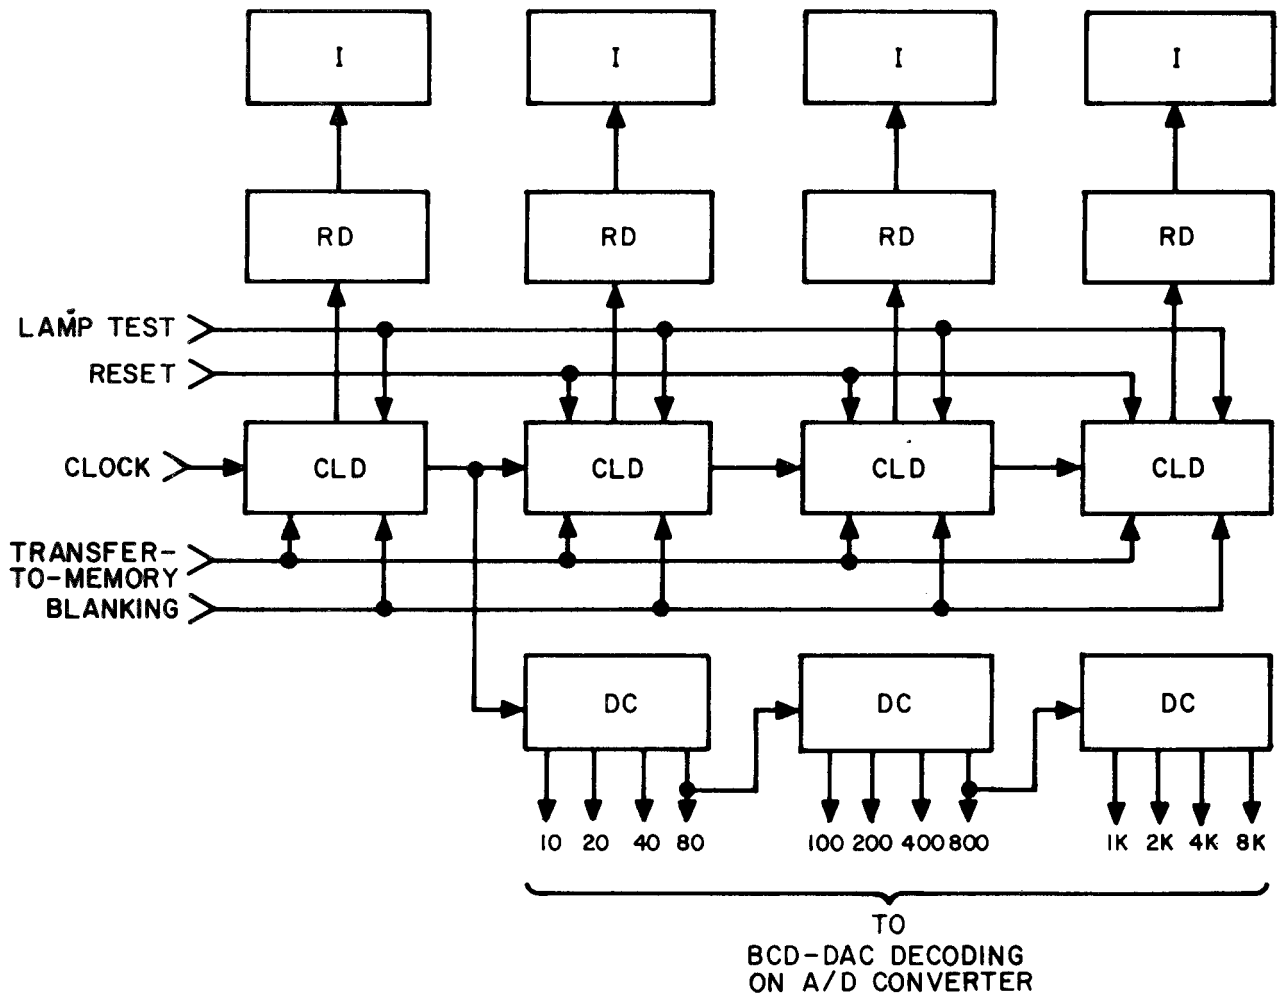 I I I I
RD RD RD RD
LAMP TEST
RESET
CLOCK CLD CLD CLD CLD
TRANSFER-
TO-MEMORY
BLANKING
DC DC DC
10 20 40 80 100 200 400 800 1K 2K 4K 8K
TO
BCD-DAC DECODING
ON A/D CONVERTER